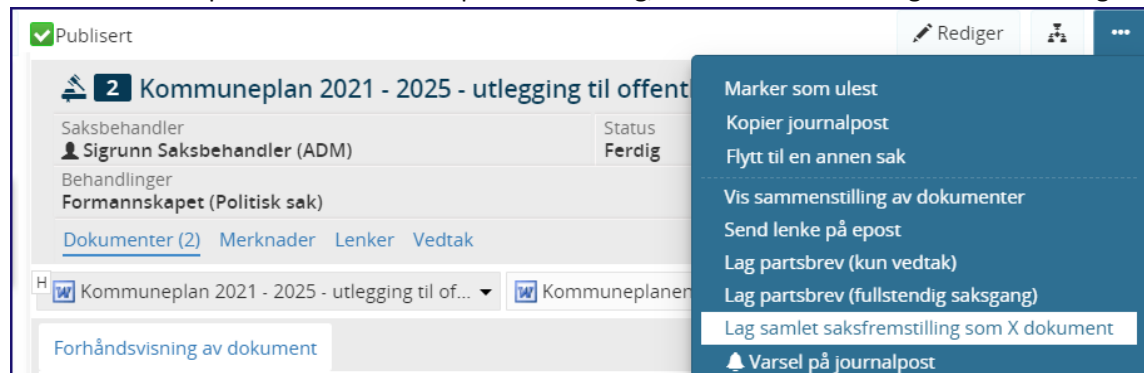 Publisert
Rediger
2 Kommuneplan 2021 - 2025 - utlegging til offentl
Saksbehandler
Sigrunn Saksbehandler (ADM)
Status
Ferdig
Behandlinger
Formannskapet (Politisk sak)
Dokumenter (2) Merknader Lenker Vedtak
H Kommuneplan 2021 - 2025 - utlegging til of... Kommuneplanen
Forhåndsvisning av dokument
Marker som ulest
Kopier journalpost
Flytt til en annen sak
Vis sammenstilling av dokumenter
Send lenke på epost
Lag partsbrev (kun vedtak)
Lag partsbrev (fullstendig saksgang)
Lag samlet saksfremstilling som X dokument
Varsel på journalpost